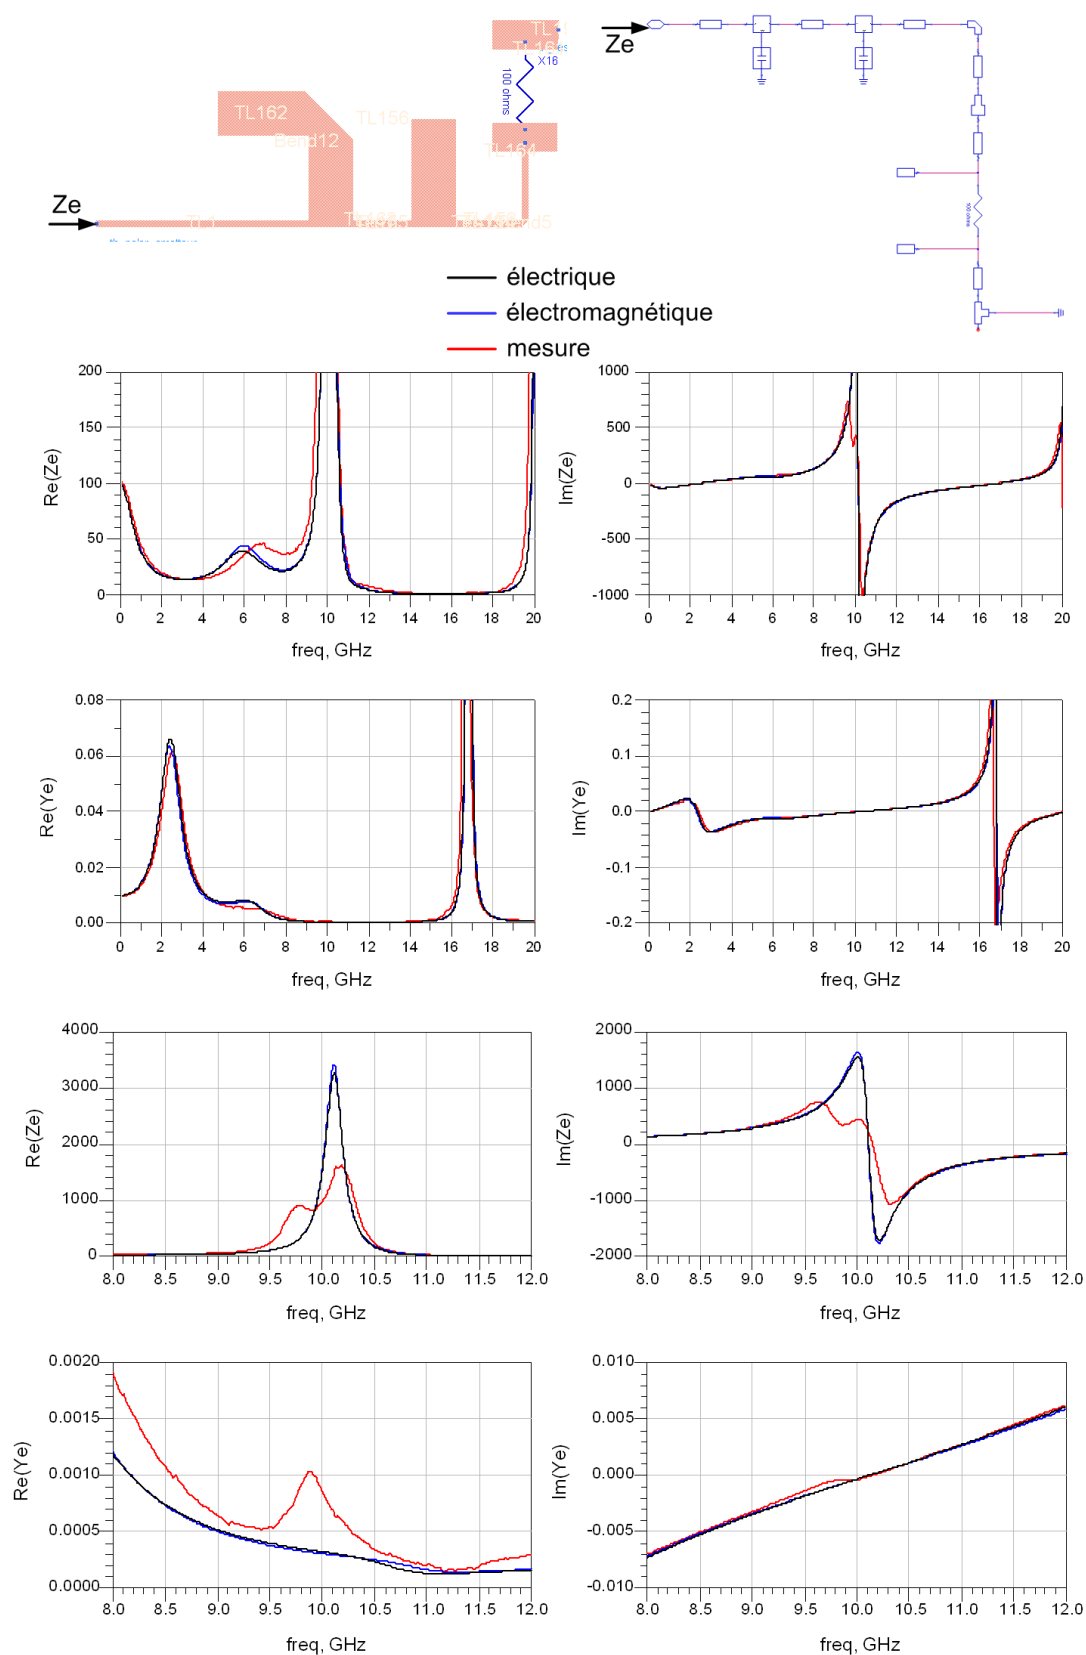 Ze
TL162
Bend12
TL156
TL164
X16
100 ohms
TL1
Ze
100 ohms
électrique
électromagnétique
mesure
Re(Ze)
200
150
100
50
0
0 2 4 6 8 10 12 14 16 18 20
freq, GHz
Im(Ze)
1000
500
0
-500
-1000
0 2 4 6 8 10 12 14 16 18 20
freq, GHz
Re(Ye)
0.08
0.06
0.04
0.02
0.00
0 2 4 6 8 10 12 14 16 18 20
freq, GHz
Im(Ye)
0.2
0.1
0.0
-0.1
-0.2
0 2 4 6 8 10 12 14 16 18 20
freq, GHz
Re(Ze)
4000
3000
2000
1000
0
8.0 8.5 9.0 9.5 10.0 10.5 11.0 11.5 12.0
freq, GHz
Im(Ze)
2000
1000
0
-1000
-2000
8.0 8.5 9.0 9.5 10.0 10.5 11.0 11.5 12.0
freq, GHz
Re(Ye)
0.0020
0.0015
0.0010
0.0005
0.0000
8.0 8.5 9.0 9.5 10.0 10.5 11.0 11.5 12.0
freq, GHz
Im(Ye)
0.010
0.005
0.000
-0.005
-0.010
8.0 8.5 9.0 9.5 10.0 10.5 11.0 11.5 12.0
freq, GHz